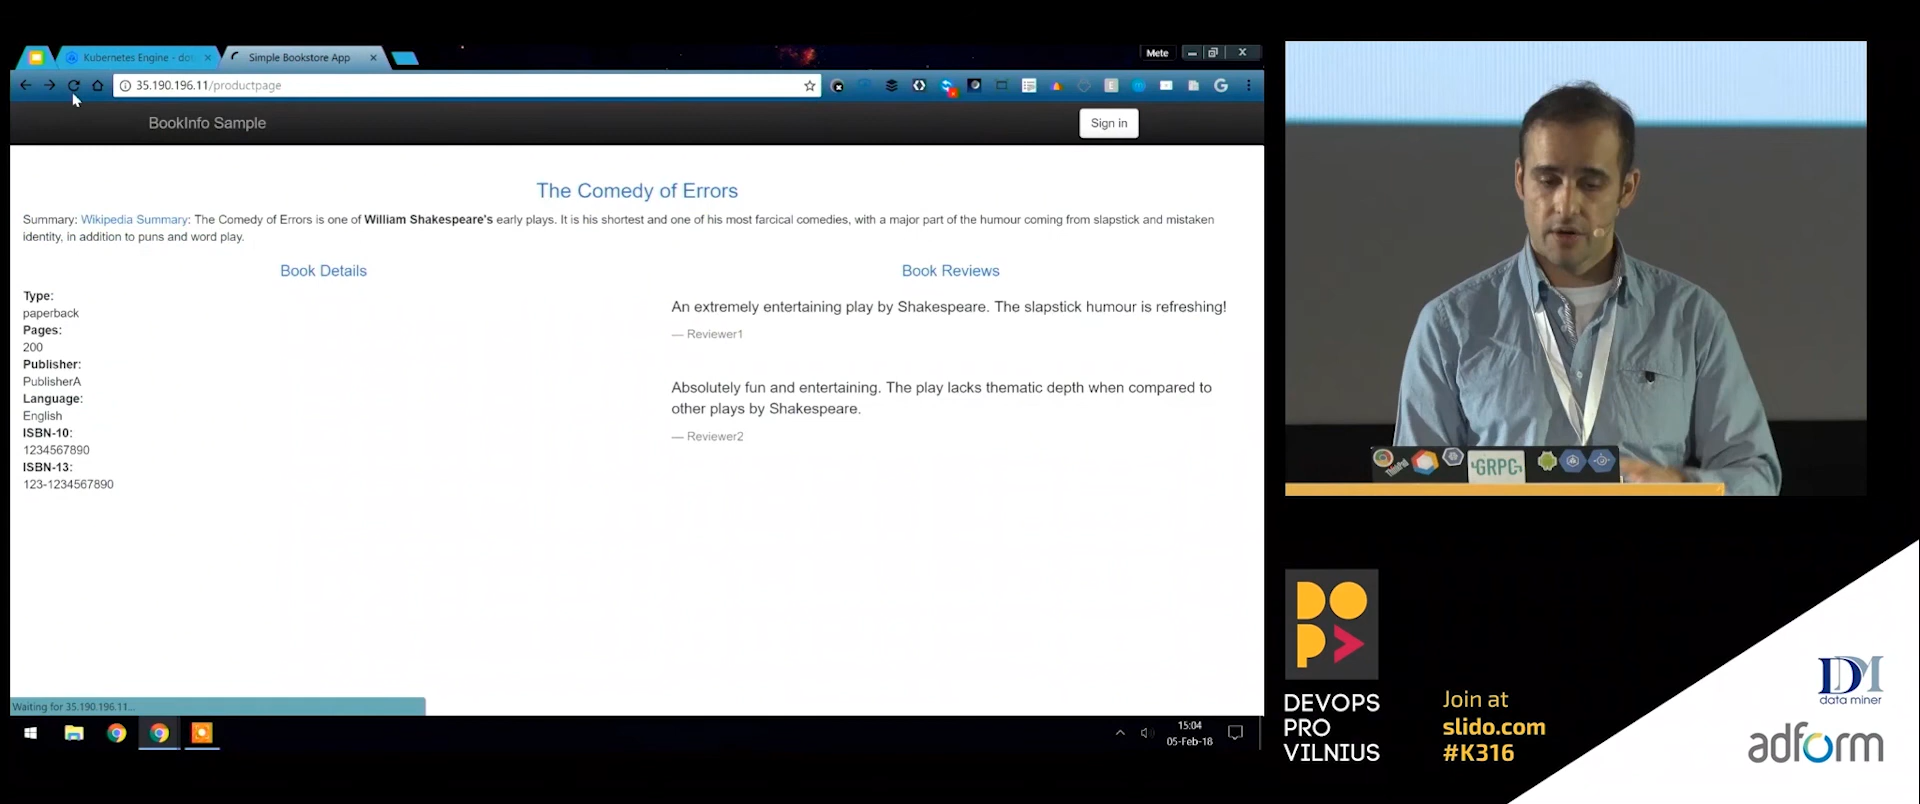 Kubernetes Engine - do
Simple Bookstore App
Mete
35.190.196.11/productpage
BookInfo Sample
Sign in
The Comedy of Errors
Summary: Wikipedia Summary: The Comedy of Errors is one of William Shakespeare's early plays. It is his shortest and one of his most farcical comedies, with a major part of the humour coming from slapstick and mistaken
identity, in addition to puns and word play.
Book Details
Type:
paperback
Pages:
200
Publisher:
PublisherA
Language:
English
ISBN-10:
1234567890
ISBN-13:
123-1234567890
Book Reviews
An extremely entertaining play by Shakespeare. The slapstick humour is refreshing!
— Reviewer1
Absolutely fun and entertaining. The play lacks thematic depth when compared to
other plays by Shakespeare.
— Reviewer2
Waiting for 35.190.196.11...
15:04
05-Feb-18
ThinkPad
GRPC
DOP>
DEVOPS
PRO
VILNIUS
Join at
slido.com
#K316
DM
data miner
adform